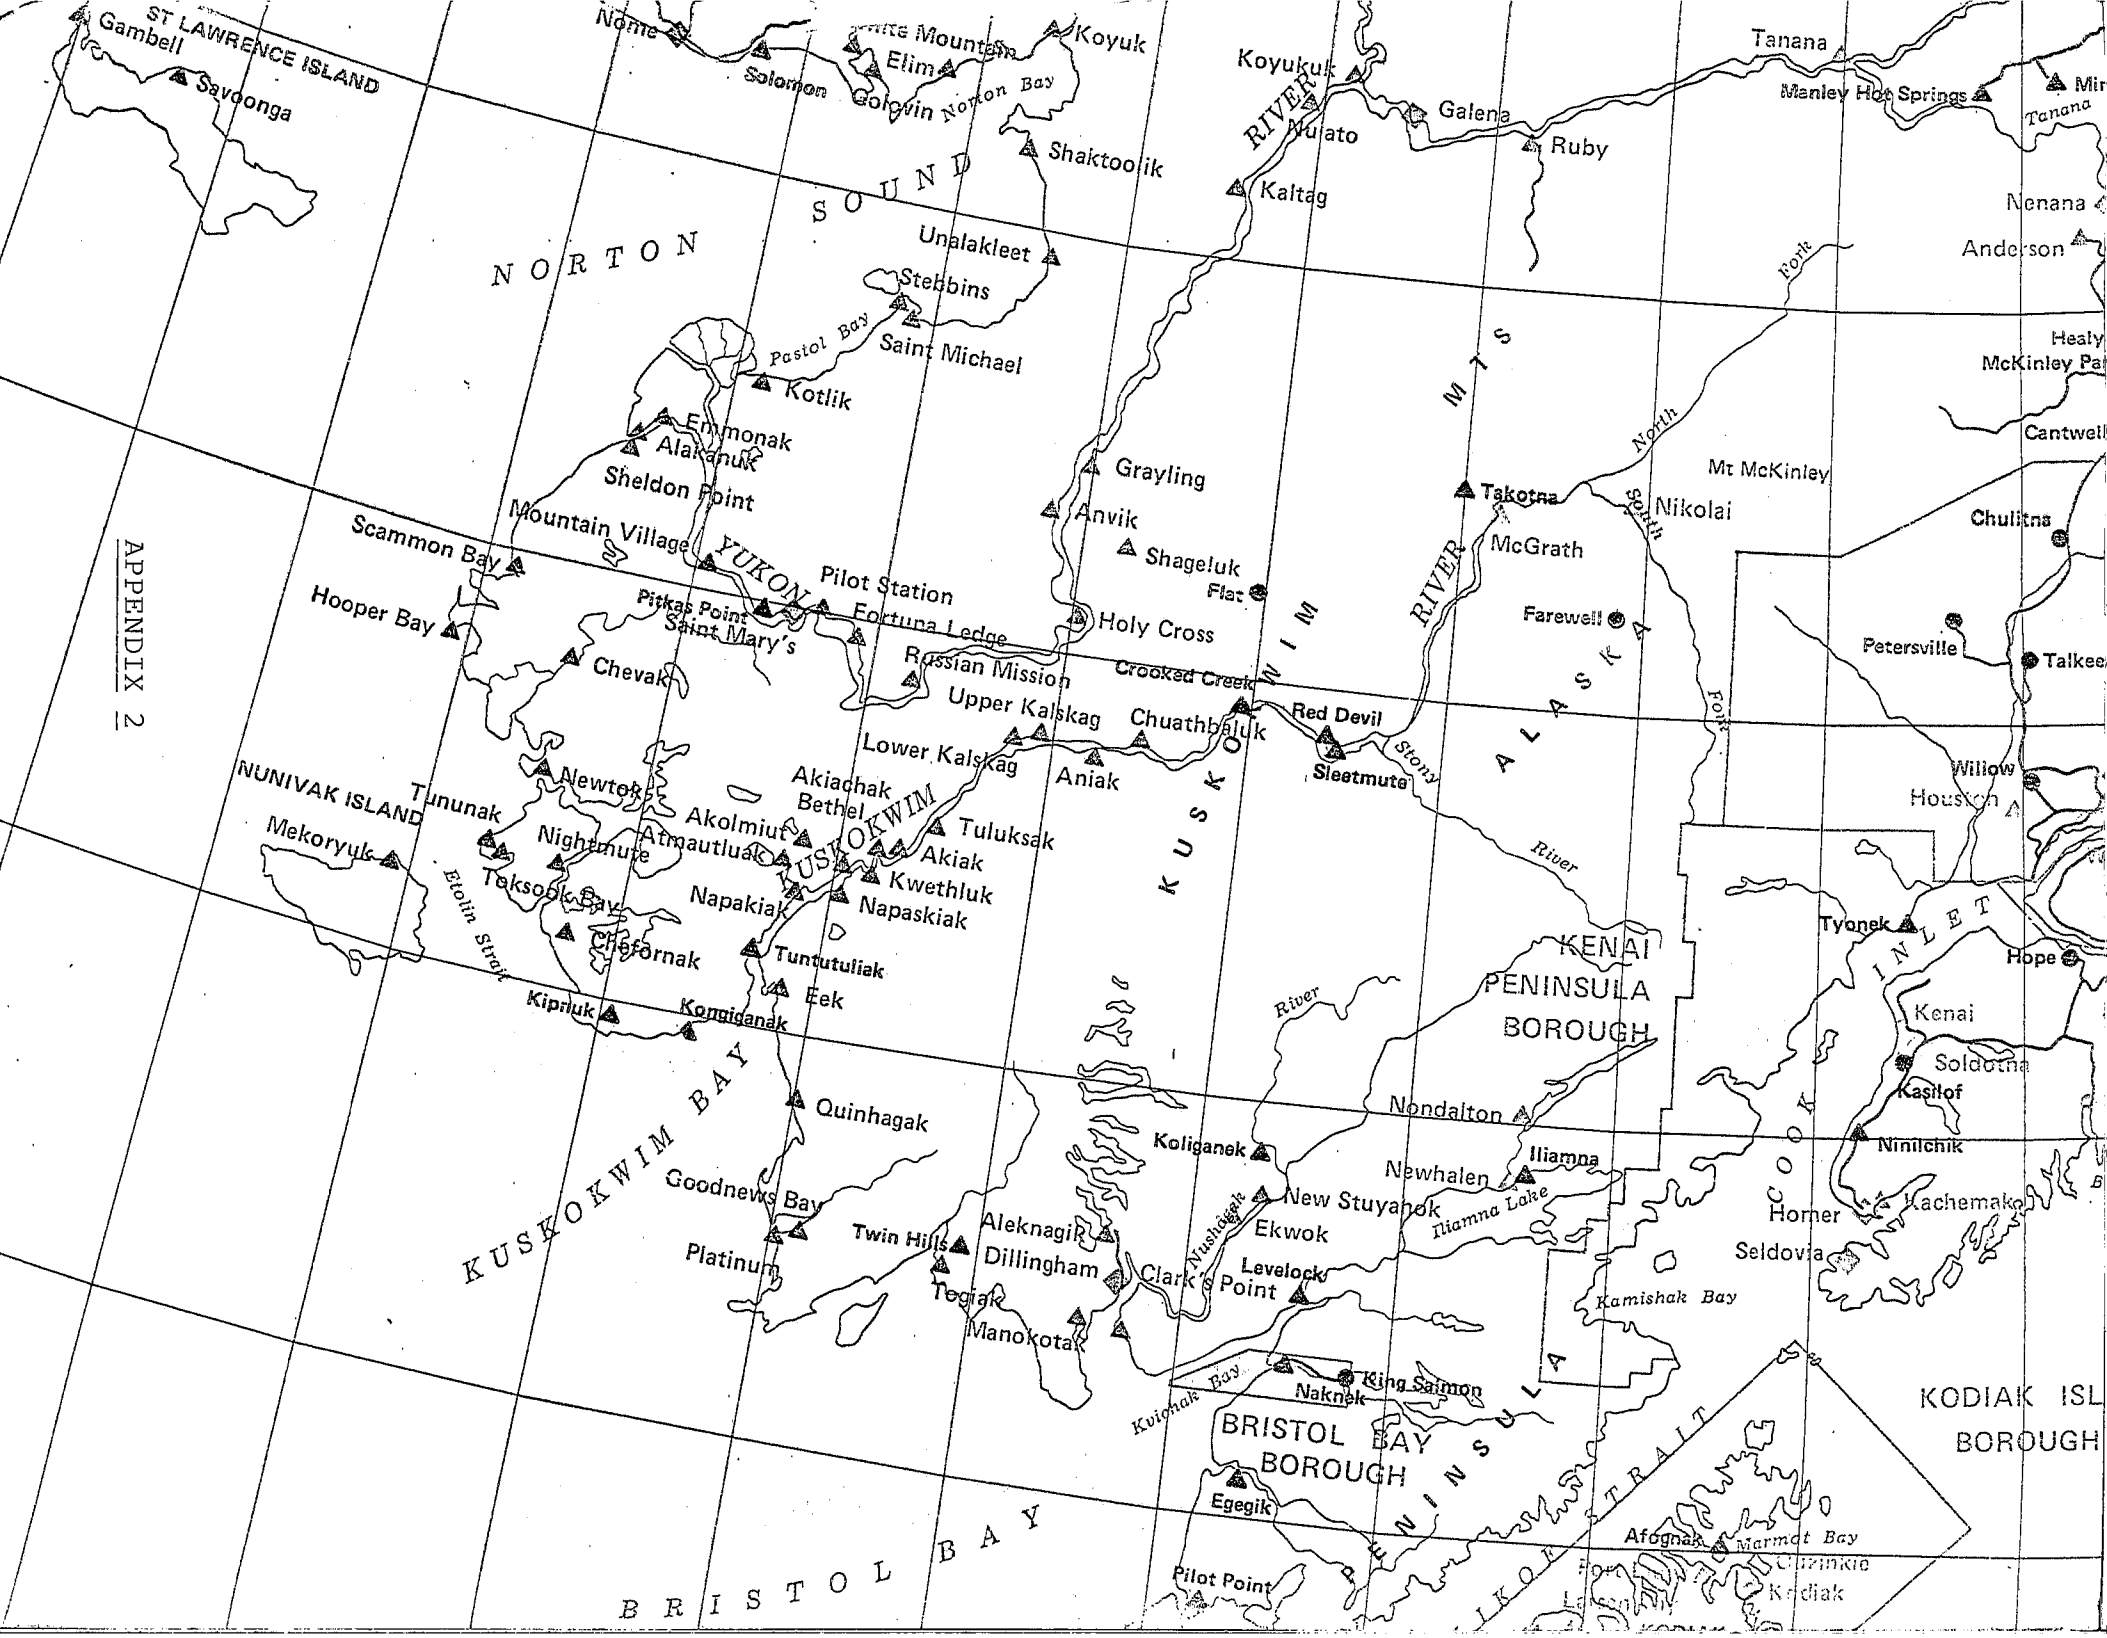 ST LAWRENCE ISLAND
Gambell
Savoonga
Nome
Solomon
Mountain
Elim
Golovin
Norton Bay
Koyuk
Koyukuk
RIVER
Nulato
Galena
Ruby
Tanana
Manley Hot Springs
Tanana
Shaktoolik
Kaltag
NORTON SOUND
Nenana
Anderson
Unalakleet
Stebbins
Pastol Bay
Saint Michael
Fork
Healy
McKinley
Kotlik
Emmonak
Alakanuk
Sheldon Point
North
Cantwell
Mt McKinley
Grayling
Takotna
South
Nikolai
Mountain Village
Scammon Bay
Anvik
Chulitna
McGrath
APPENDIX 2
YUKON
Shageluk
Flat
RIVER
Hooper Bay
Pilot Station
Pitkas Point
Fortuna Ledge
Saint Mary's
Holy Cross
Farewell
Petersville
Chevak
Russian Mission
Crooked Creek
Upper Kalskag
Chuathbaluk
Red Devil
Fork
Lower Kalskag
Aniak
Sleetmute
Stony
River
NUNIVAK ISLAND
Newtok
Tununak
Akiachak
Bethel
Akolmiut
Willow
Houston
Mekoryuk
Nightmute
Atmautluak
Tuluksak
Akiak
Toksook Bay
Kwethluk
Napakiak
Napaskiak
KUSKOKWIM
Etolin Strait
Chefornak
Tuntutuliak
Eek
Kipnuk
Kongiganak
KENAI
PENINSULA
BOROUGH
Tyonek
COOK INLET
Hope
River
Kenai
Soldotna
Kasilof
Ninilchik
Quinhagak
Nondalton
Koliganek
Iliamna
Newhalen
Iliamna Lake
New Stuyahok
Ekwok
Nushagak
KUSKOKWIM BAY
Goodnews Bay
Platinum
Twin Hills
Togiak
Aleknagik
Dillingham
Clark's Point
Levelock
Manokotak
Kachemak
Homer
Seldovia
Kamishak Bay
Kvichak Bay
Naknek
King Salmon
BRISTOL BAY
BOROUGH
ALASKA
PENINSULA
KODIAK ISL
BOROUGH
Egegik
Pilot Point
BRISTOL BAY
Afognak
Marmot Bay
Ouzinkie
Kodiak